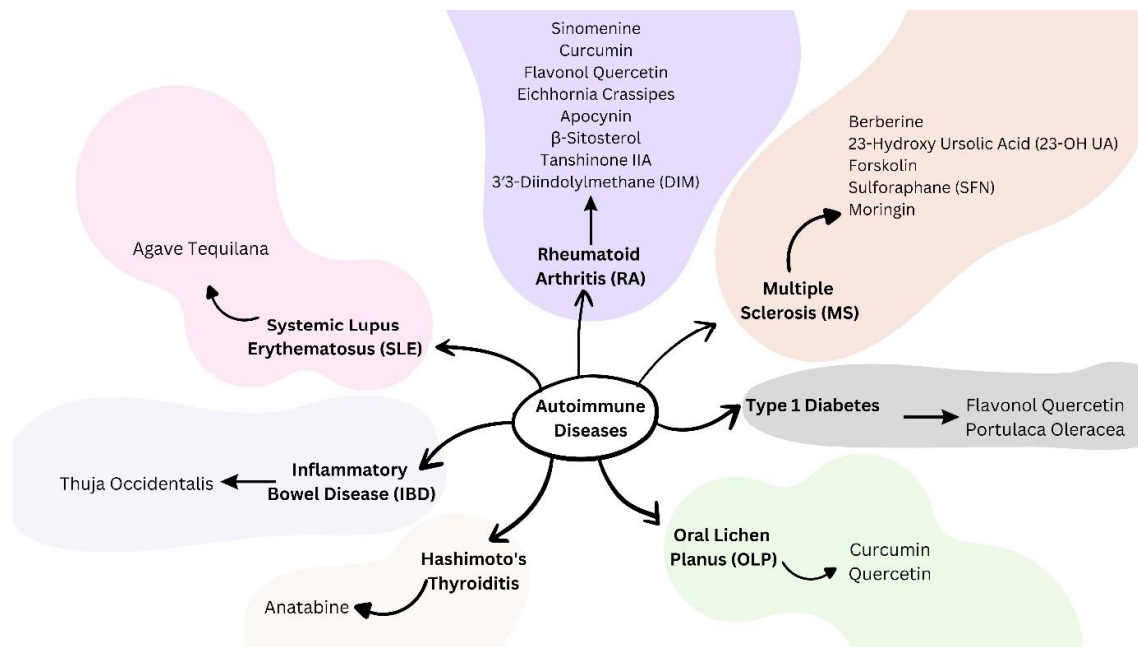 Sinomenine
Curcumin
Flavonol Quercetin
Eichhornia Crassipes
Apocynin
β-Sitosterol
Tanshinone IIA
3'3-Diindolylmethane (DIM)
Rheumatoid
Arthritis (RA)
Berberine
23-Hydroxy Ursolic Acid (23-OH UA)
Forskolin
Sulforaphane (SFN)
Moringin
Multiple
Sclerosis (MS)
Agave Tequilana
Systemic Lupus
Erythematosus (SLE)
Autoimmune
Diseases
Type 1 Diabetes
Flavonol Quercetin
Portulaca Oleracea
Thuja Occidentalis
Inflammatory
Bowel Disease (IBD)
Hashimoto's
Thyroiditis
Anatabine
Oral Lichen
Planus (OLP)
Curcumin
Quercetin